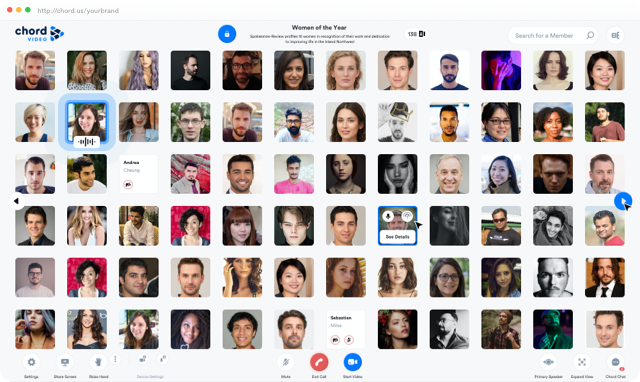 http://chord.us/yourbrand
chord
VIDEO
Women of the Year
Spokesman Review profiles 10 women in recognition of their work and dedication
to improving life in the Inland Northwest
138
Search for a Member
Andrea
Cheung
See Details
Sebastian
Miller
Settings
Share Screen
Raise Hand
Device Settings
Mute
End Call
Start Video
Primary Speaker
Expand View
Chord Chat